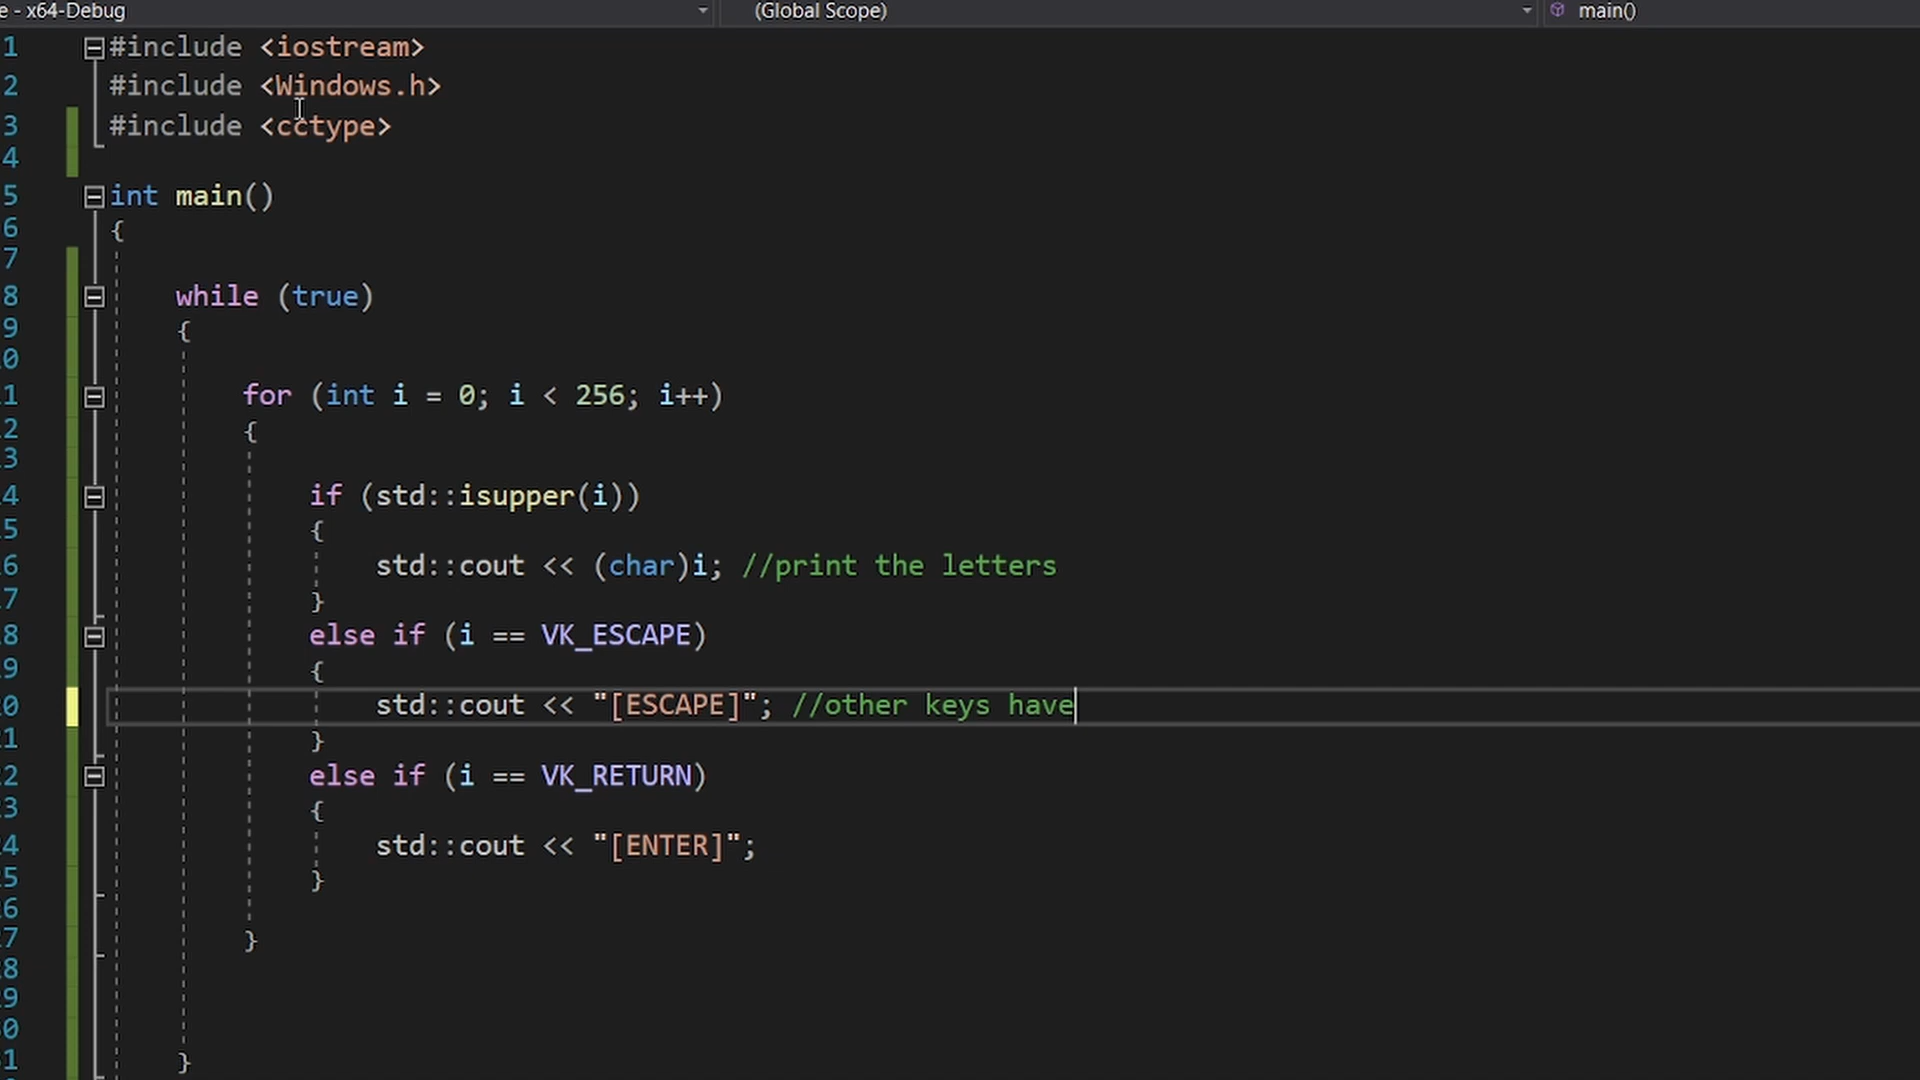 e - x64-Debug (Global Scope) main()
1 #include <iostream>
2 #include <Windows.h>
3 #include <cctype>
4
5 int main()
6 {
7
8 while (true)
9 {
0
1 for (int i = 0; i < 256; i++)
2 {
3
4 if (std::isupper(i))
5 {
6 std::cout << (char)i; //print the letters
7 }
8 else if (i == VK_ESCAPE)
9 {
0 std::cout << "[ESCAPE]"; //other keys have
1 }
2 else if (i == VK_RETURN)
3 {
4 std::cout << "[ENTER]";
5 }
6
7 }
8
9
0
1 }